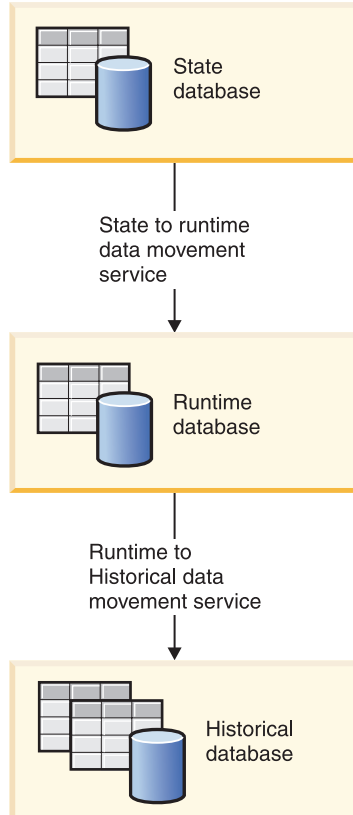 State
database
State to runtime
data movement
service
Runtime
database
Runtime to
Historical data
movement service
Historical
database